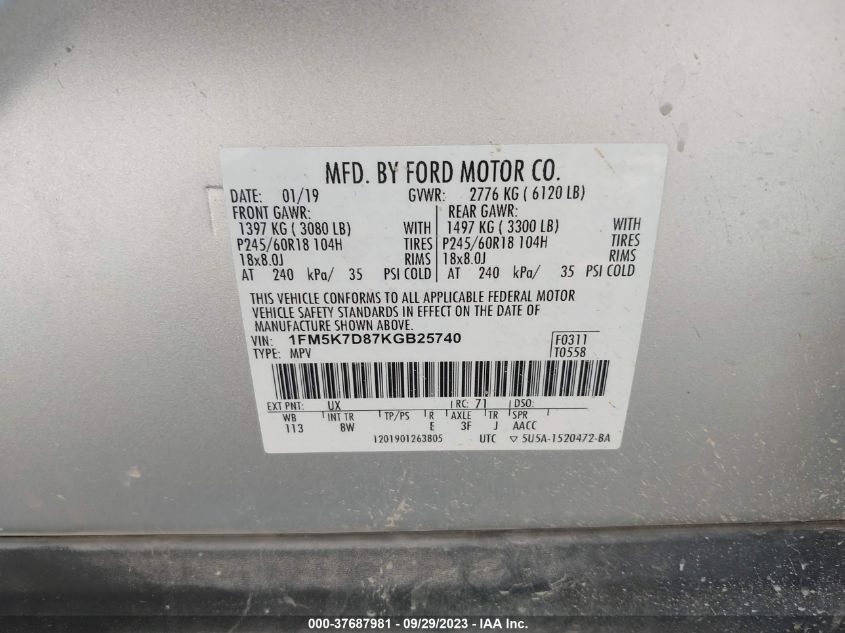 MFD. BY FORD MOTOR CO.
DATE: 01/19 GVWR: 2776 KG ( 6120 LB)
FRONT GAWR: REAR GAWR:
1397 KG ( 3080 LB) WITH 1497 KG ( 3300 LB) WITH
P245/60R18 104H TIRES P245/60R18 104H TIRES
18x8.0J RIMS 18x8.0J RIMS
AT 240 kPa/ 35 PSI COLD AT 240 kPa/ 35 PSI COLD
THIS VEHICLE CONFORMS TO ALL APPLICABLE FEDERAL MOTOR
VEHICLE SAFETY STANDARDS IN EFFECT ON THE DATE OF
MANUFACTURE SHOWN ABOVE.
VIN: 1FM5K7D87KGB25740 F0311
TYPE: MPV T0558
EXT PNT: UX RC: 71 DSO:
WB INT TR TP/PS R AXLE TR SPR
113 8W E 3F J AACC
1201901263805 UTC ▽ 5U5A-1520472-BA
000-37687981 - 09/29/2023 - IAA Inc.